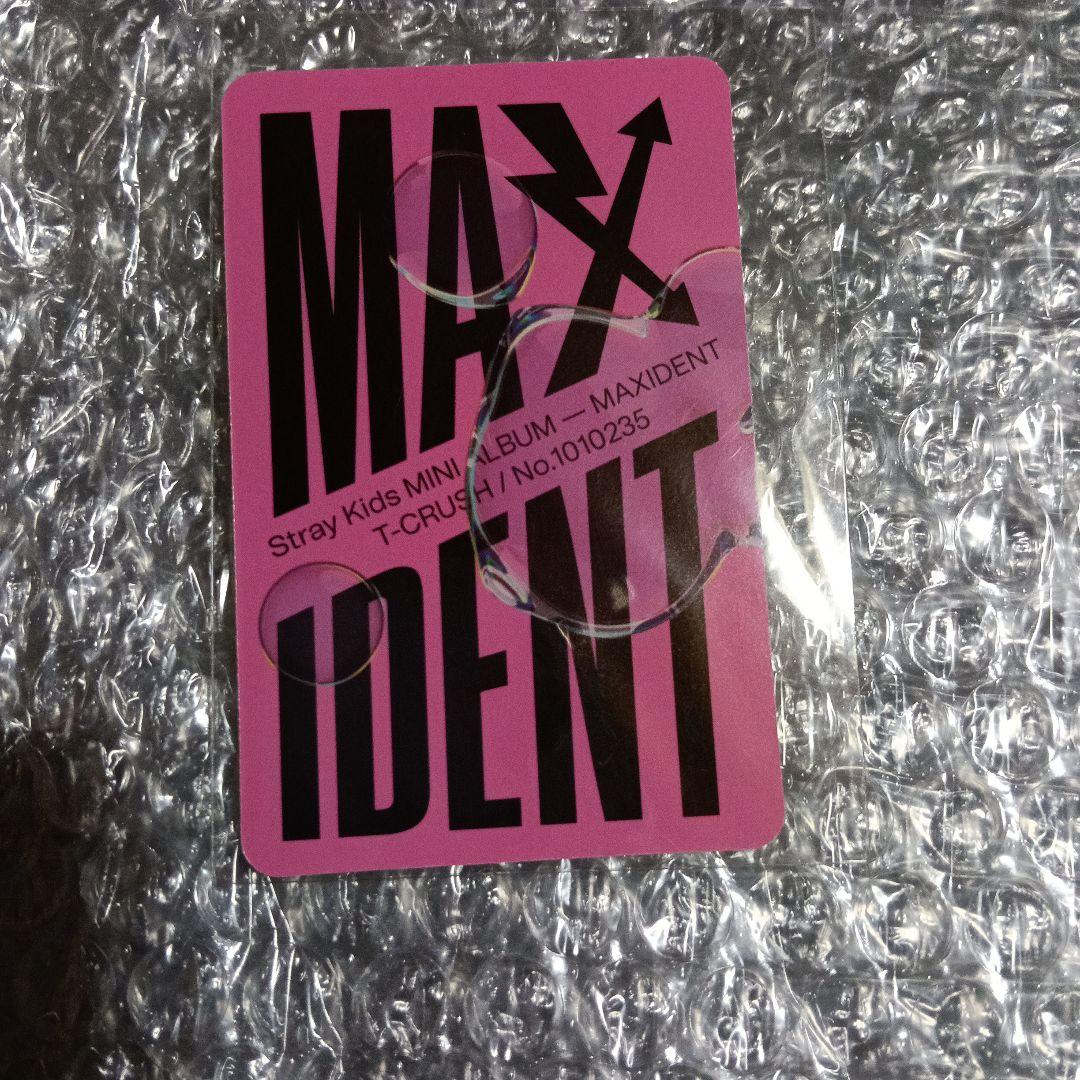 MAX
Stray Kids MINI ALBUM — MAXIDENT
T-CRUSH / No.1010235
IDENT